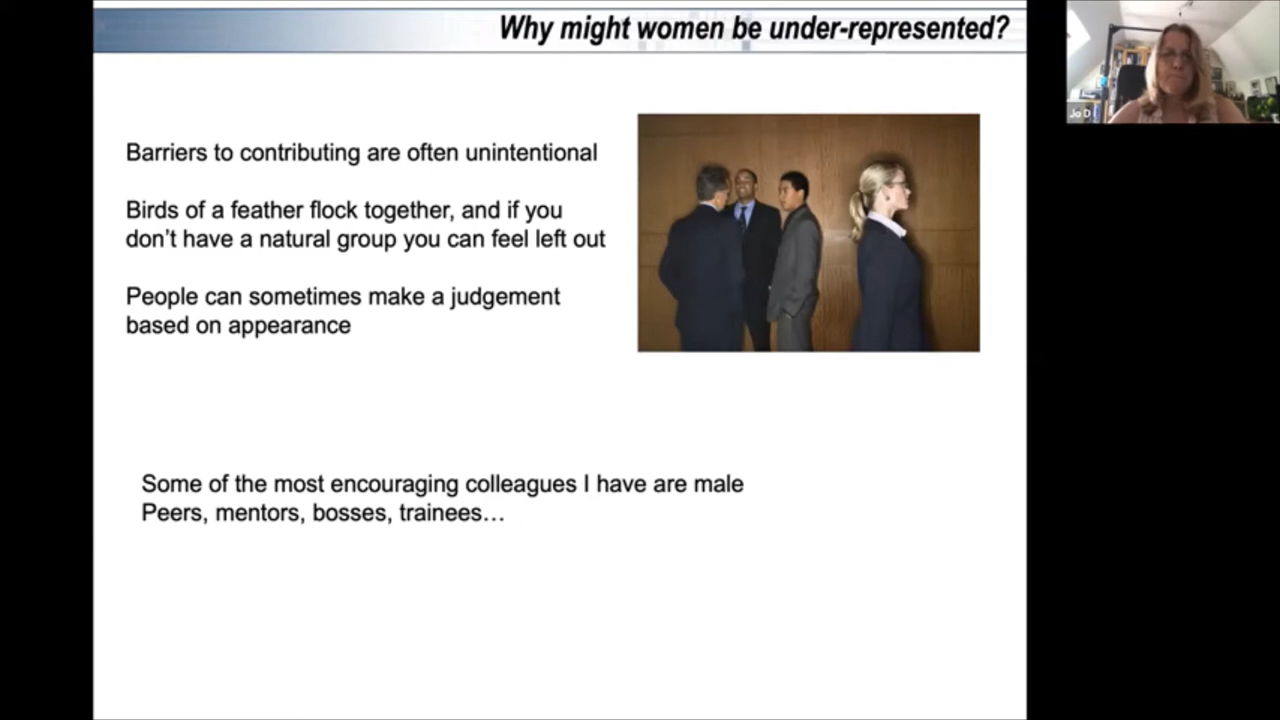 Why might women be under-represented?
Barriers to contributing are often unintentional
Birds of a feather flock together, and if you
don't have a natural group you can feel left out
People can sometimes make a judgement
based on appearance
Some of the most encouraging colleagues I have are male
Peers, mentors, bosses, trainees…
Jo D